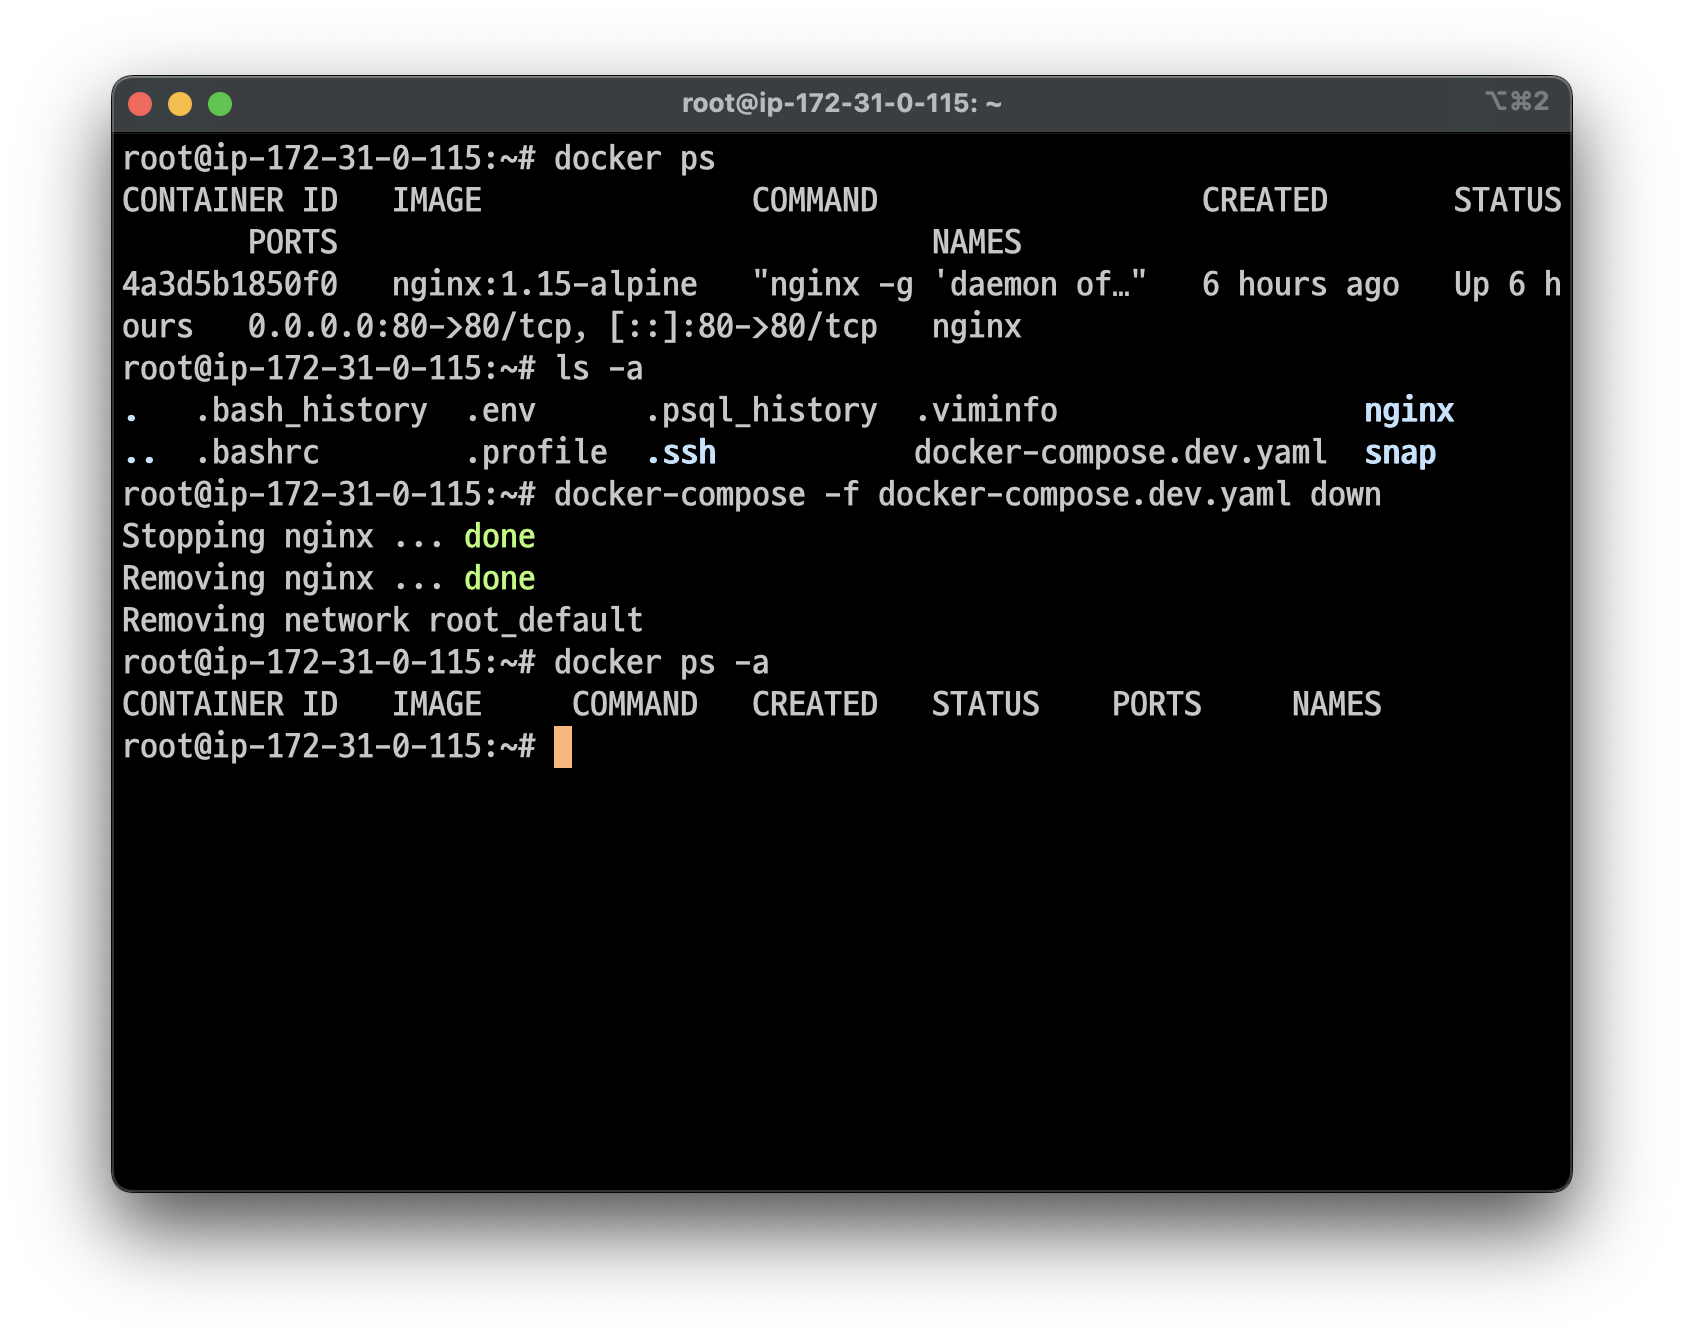 root@ip-172-31-0-115: ~
⌥⌘2
root@ip-172-31-0-115:~# docker ps
CONTAINER ID   IMAGE               COMMAND                  CREATED       STATUS
       PORTS                                 NAMES
4a3d5b1850f0   nginx:1.15-alpine   "nginx -g 'daemon of…"   6 hours ago   Up 6 h
ours   0.0.0.0:80->80/tcp, [::]:80->80/tcp   nginx
root@ip-172-31-0-115:~# ls -a
.   .bash_history  .env      .psql_history  .viminfo                 nginx
..  .bashrc        .profile  .ssh           docker-compose.dev.yaml  snap
root@ip-172-31-0-115:~# docker-compose -f docker-compose.dev.yaml down
Stopping nginx ... done
Removing nginx ... done
Removing network root_default
root@ip-172-31-0-115:~# docker ps -a
CONTAINER ID   IMAGE     COMMAND   CREATED   STATUS    PORTS     NAMES
root@ip-172-31-0-115:~#